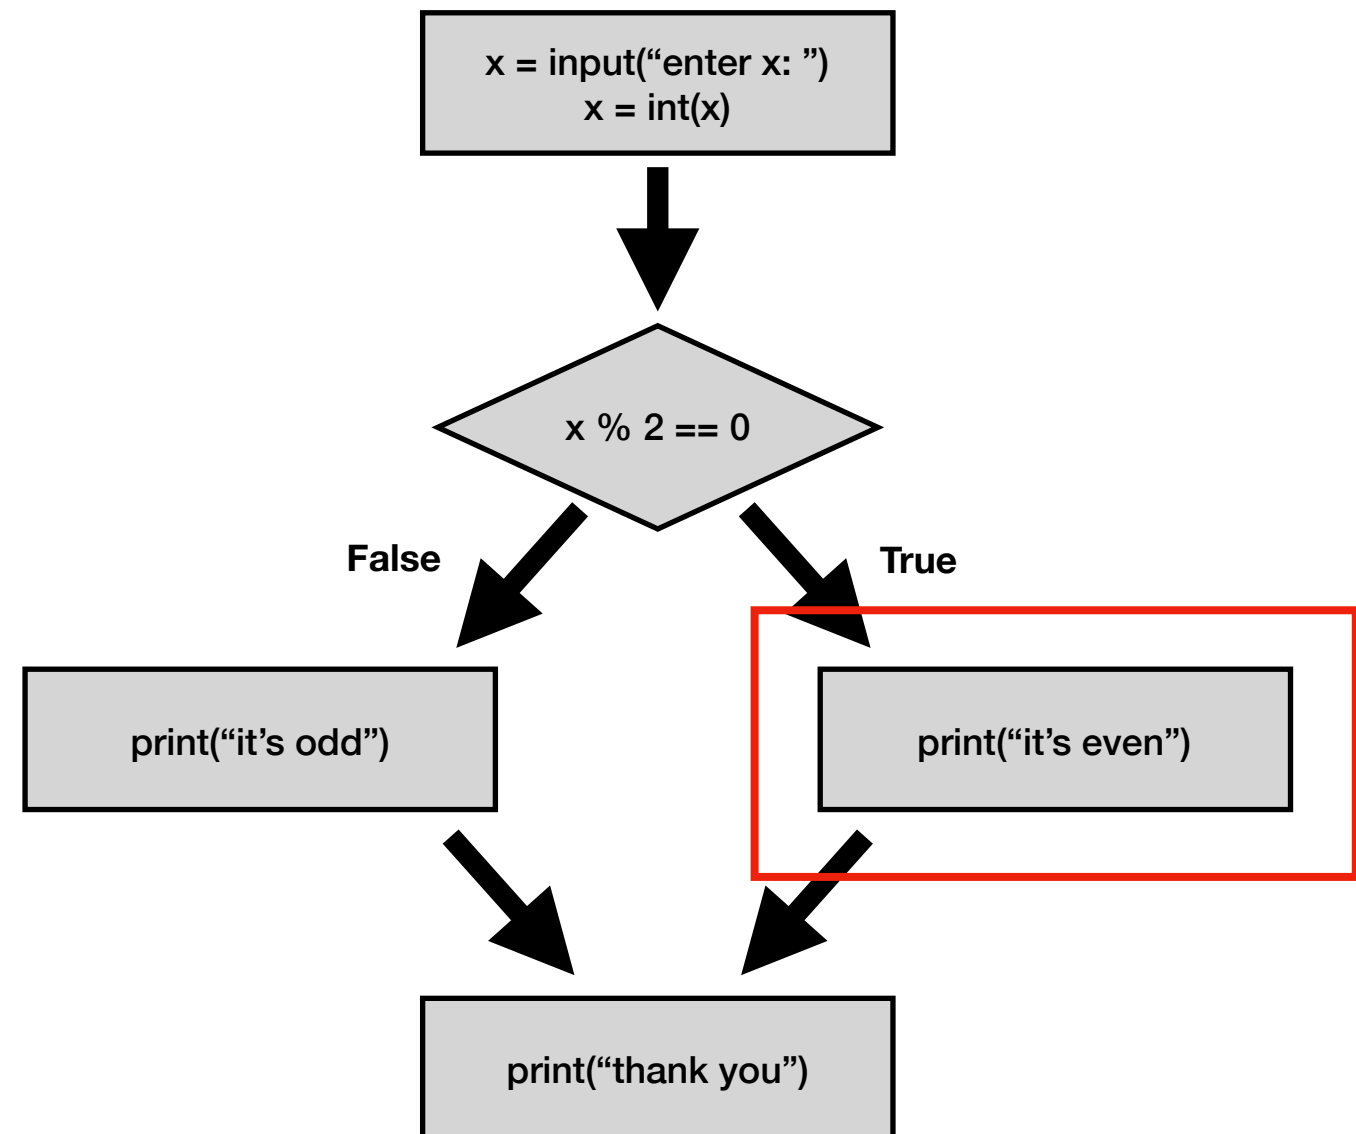 x = input(“enter x: ”)
x = int(x)
x % 2 == 0
False
True
print(“it’s odd”)
print(“it’s even”)
print(“thank you”)